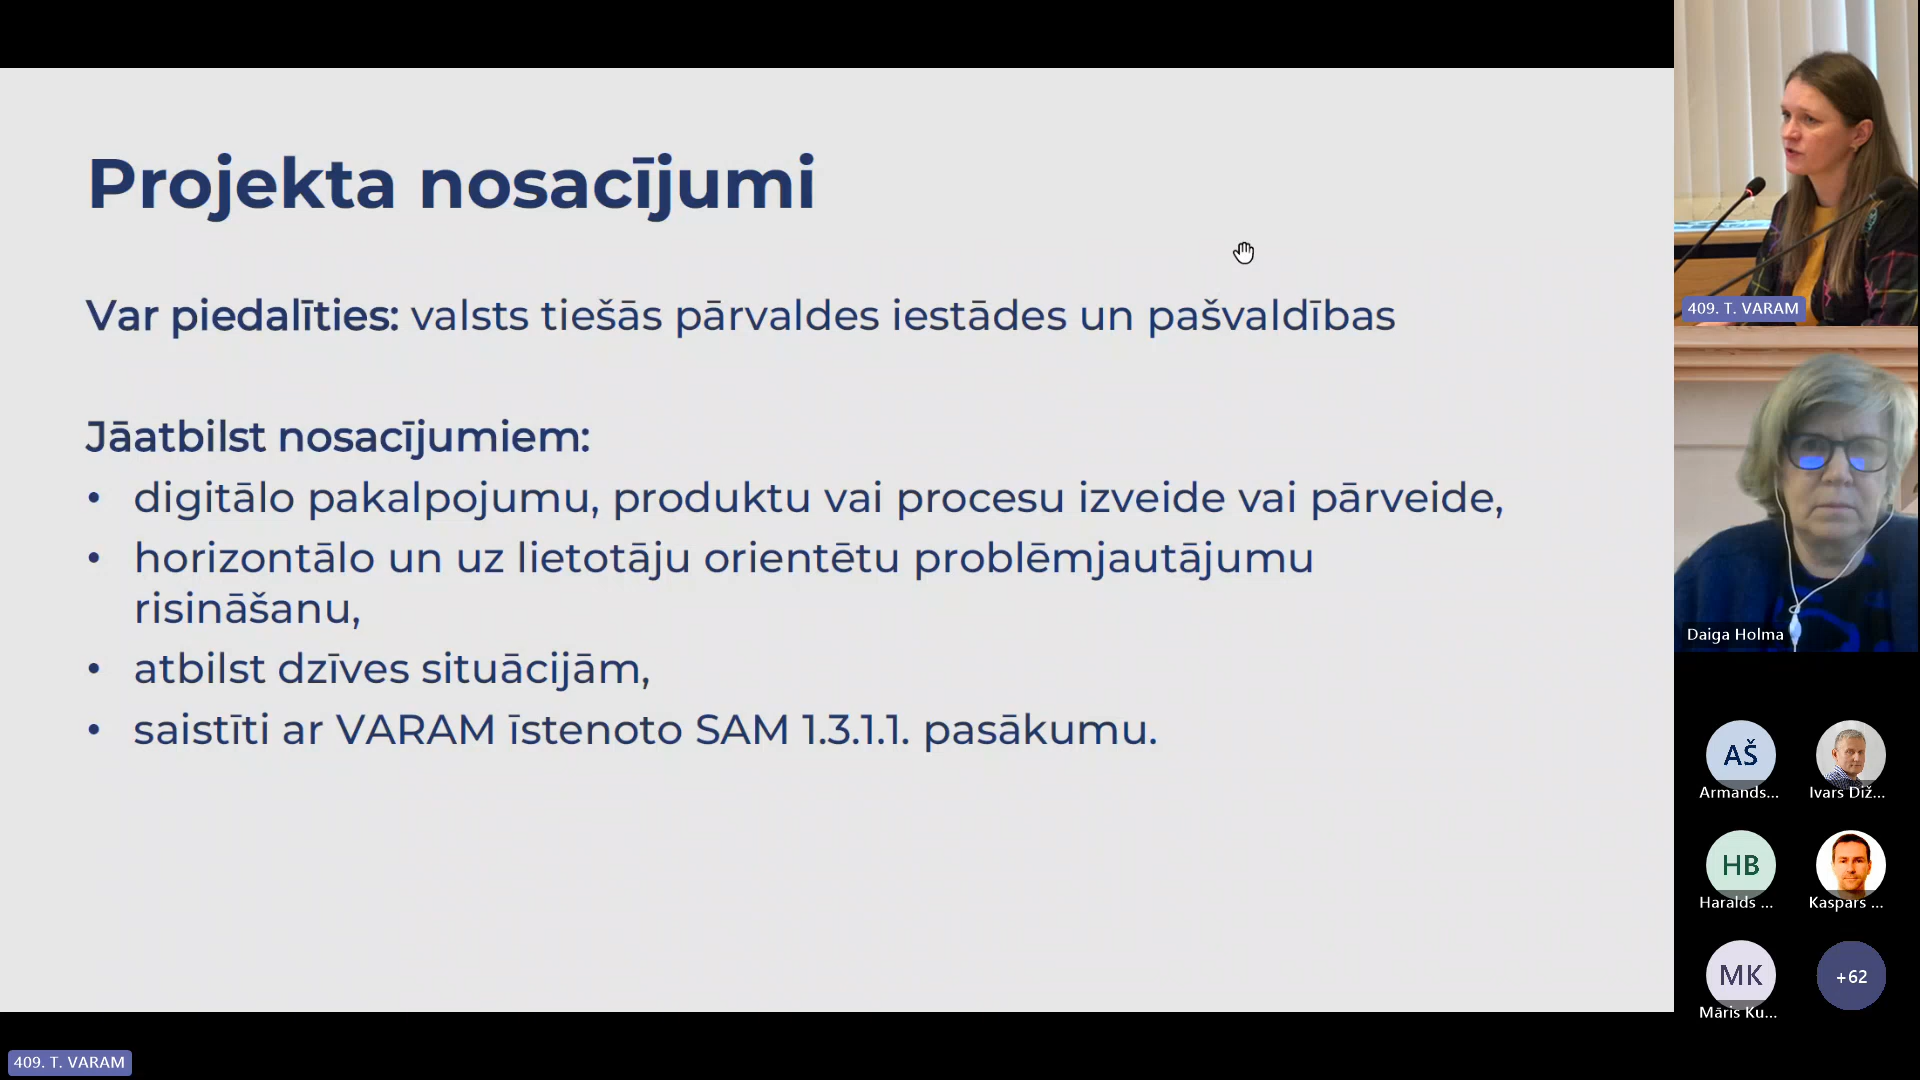 Projekta nosacījumi
Var piedalīties: valsts tiešās pārvaldes iestādes un pašvaldības
Jāatbilst nosacījumiem:
• digitālo pakalpojumu, produktu vai procesu izveide vai pārveide,
• horizontālo un uz lietotāju orientētu problēmjautājumu
risināšanu,
• atbilst dzīves situācijām,
• saistīti ar VARAM īstenoto SAM 1.3.1.1. pasākumu.
409. T. VARAM
Daiga Holma
AŠ
Armands...
Ivars Diž...
HB
Haralds ...
Kaspars ...
MK
Māris Ku...
+62
409. T. VARAM